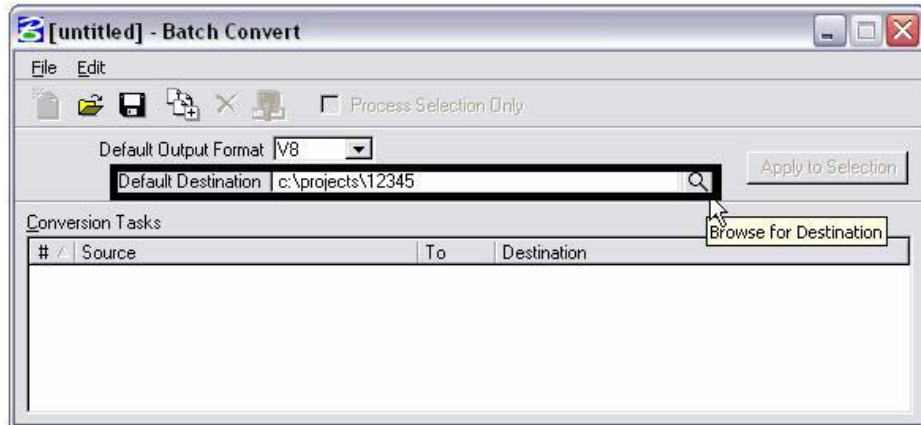 [untitled] - Batch Convert
File Edit
Process Selection Only
Default Output Format V8
Default Destination c:\projects\12345
Apply to Selection
Browse for Destination
Conversion Tasks
# Source To Destination